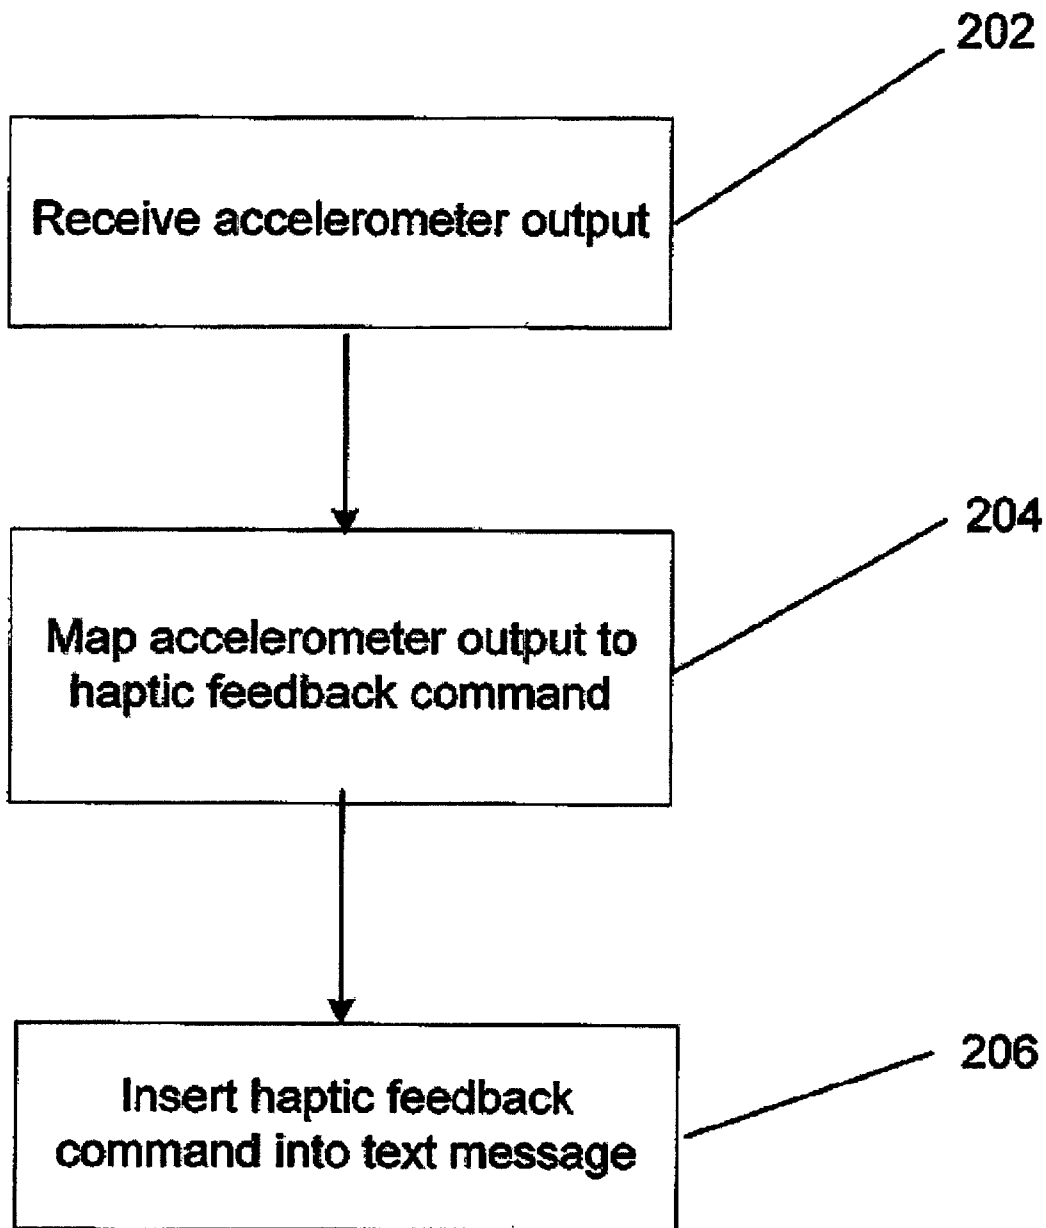 202
Receive accelerometer output
204
Map accelerometer output to
haptic feedback command
206
Insert haptic feedback
command into text message